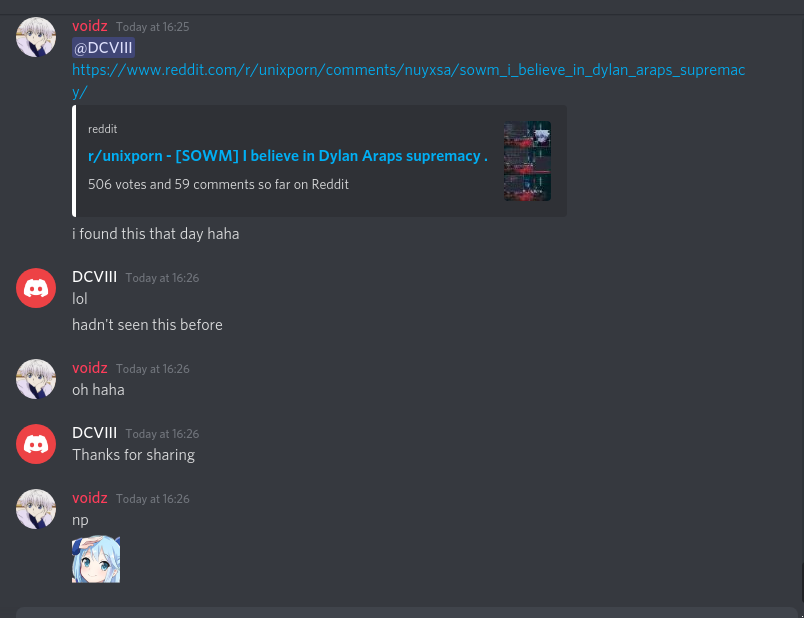 voidz Today at 16:25
@DCVIII
https://www.reddit.com/r/unixporn/comments/nuyxsa/sowm_i_believe_in_dylan_araps_supremac
y/
reddit
r/unixporn - [SOWM] I believe in Dylan Araps supremacy .
506 votes and 59 comments so far on Reddit
i found this that day haha
DCVIII Today at 16:26
lol
hadn't seen this before
voidz Today at 16:26
oh haha
DCVIII Today at 16:26
Thanks for sharing
voidz Today at 16:26
np